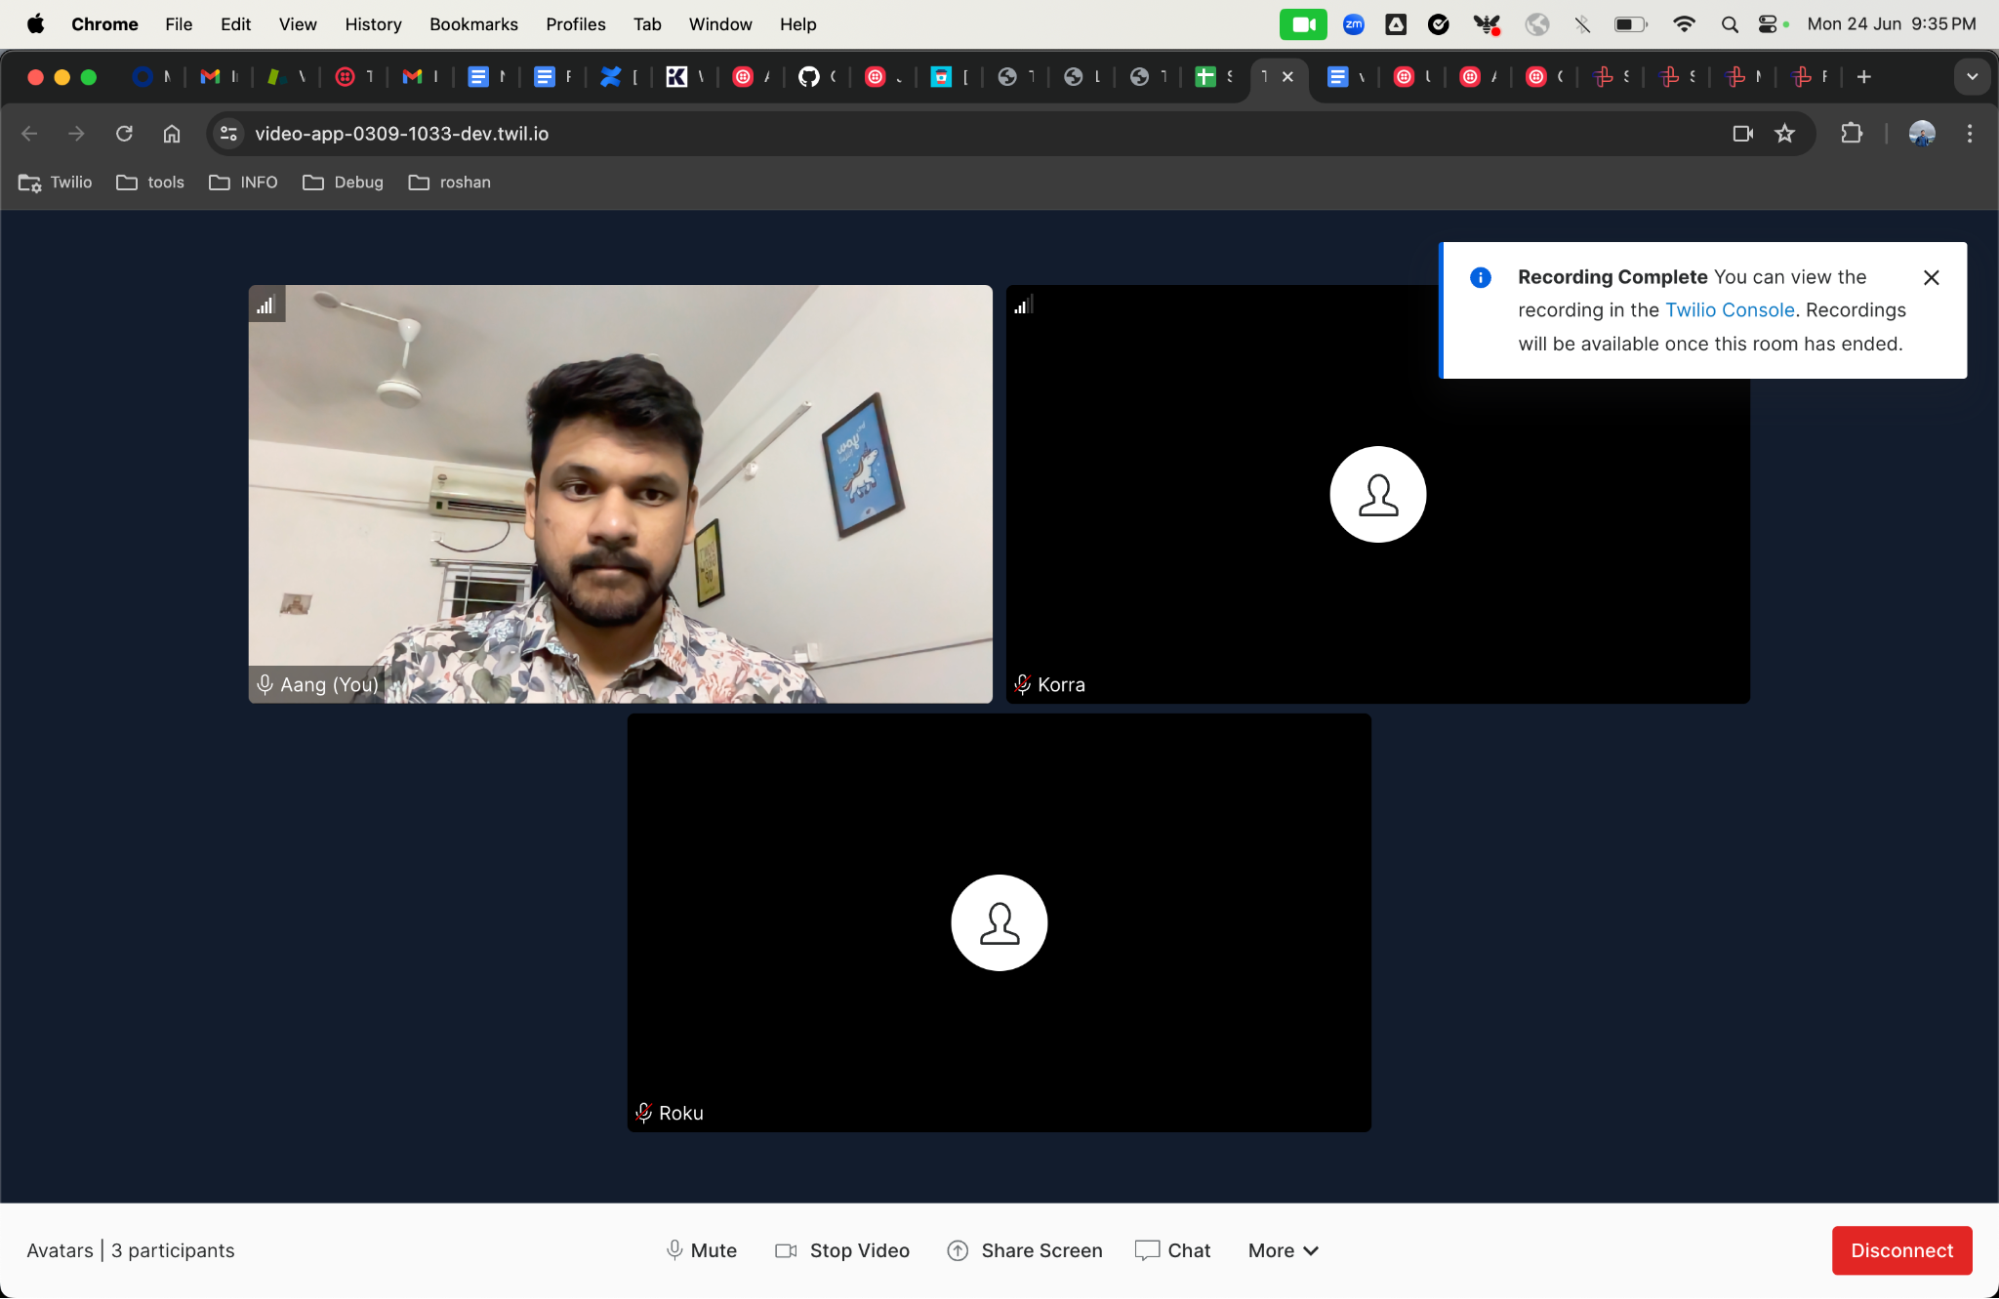 Chrome File Edit View History Bookmarks Profiles Tab Window Help zm Mon 24 Jun 9:35 PM
video-app-0309-1033-dev.twil.io
Twilio tools INFO Debug roshan
Recording Complete You can view the
recording in the Twilio Console. Recordings
will be available once this room has ended.
Aang (You)
Korra
Roku
Avatars | 3 participants Mute Stop Video Share Screen Chat More Disconnect